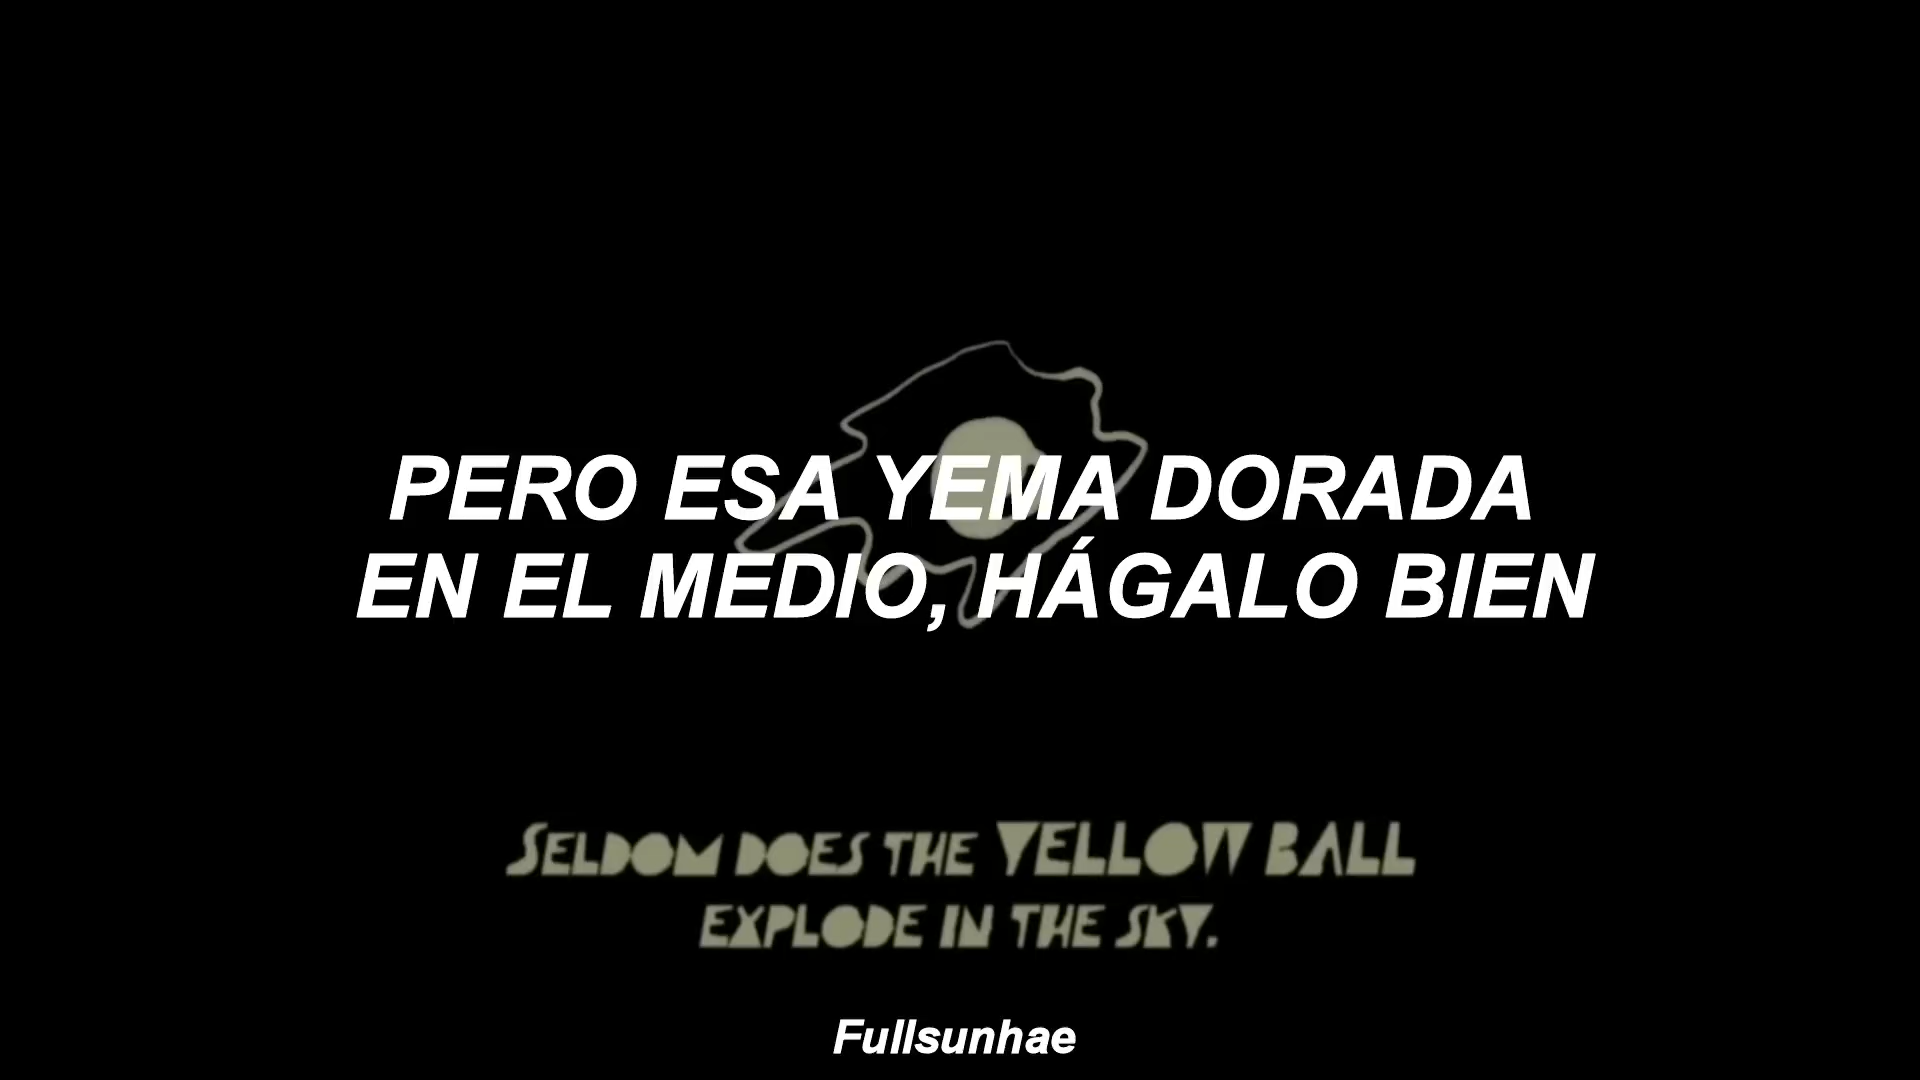 PERO ESA YEMA DORADA
EN EL MEDIO, HÁGALO BIEN
SELDOM DOES THE YELLOW BALL
EXPLODE IN THE SKY.
Fullsunhae